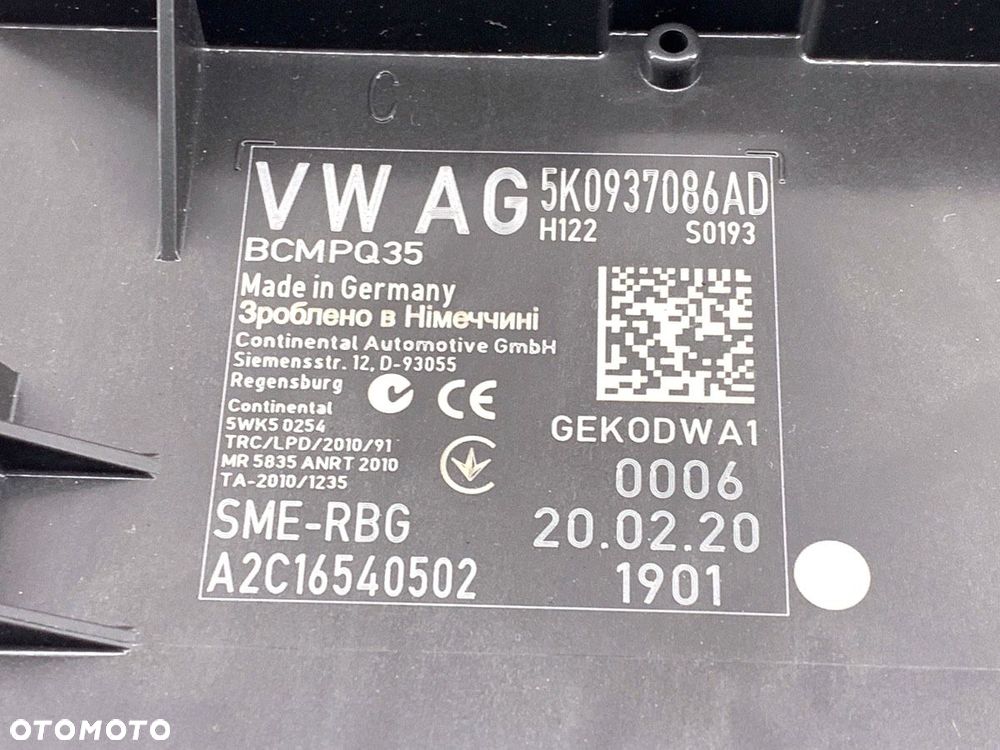 C
VW AG 5K0937086AD
H122 S0193
BCMPQ35
Made in Germany
Зроблено в Німеччині
Continental Automotive GmbH
Siemensstr. 12, D-93055
Regensburg
CE
Continental
5WK5 0254
TRC/LPD/2010/91
MR 5835 ANRT 2010
TA-2010/1235
GEK0DWA1
0006
SME-RBG 20.02.20
A2C16540502 1901
OTOMOTO